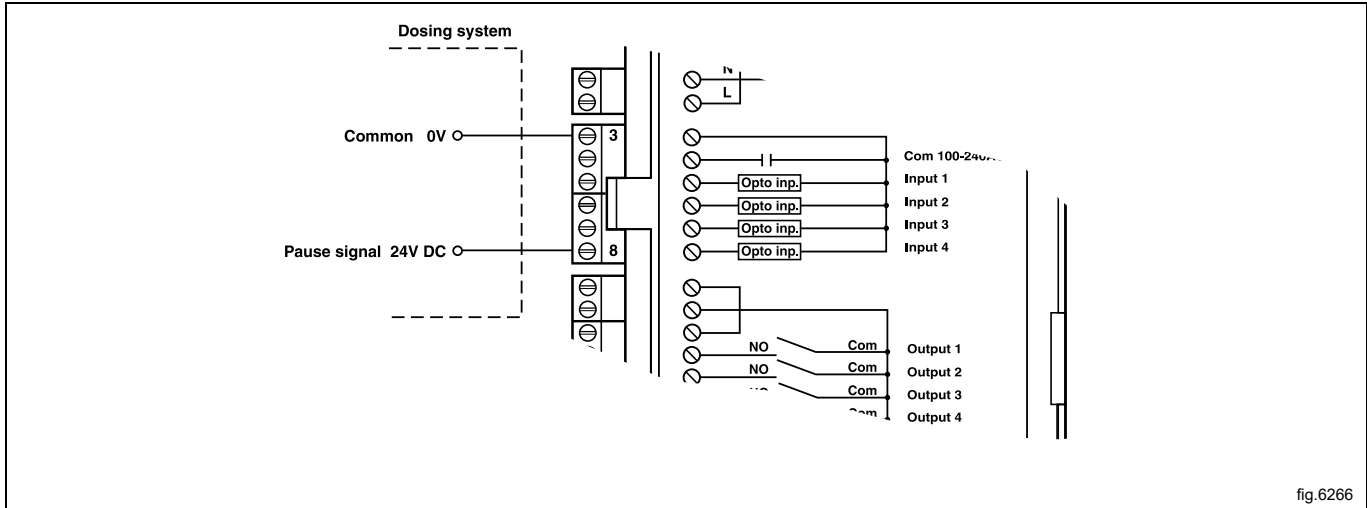 Dosing system
L
Common 0V
3
Com
Input 1
Opto inp.
Input 2
Opto inp.
Input 3
Opto inp.
Input 4
Opto inp.
Pause signal 24V DC
8
NO Com Output 1
NO Com Output 2
Com Output 3
Output 4
fig.6266